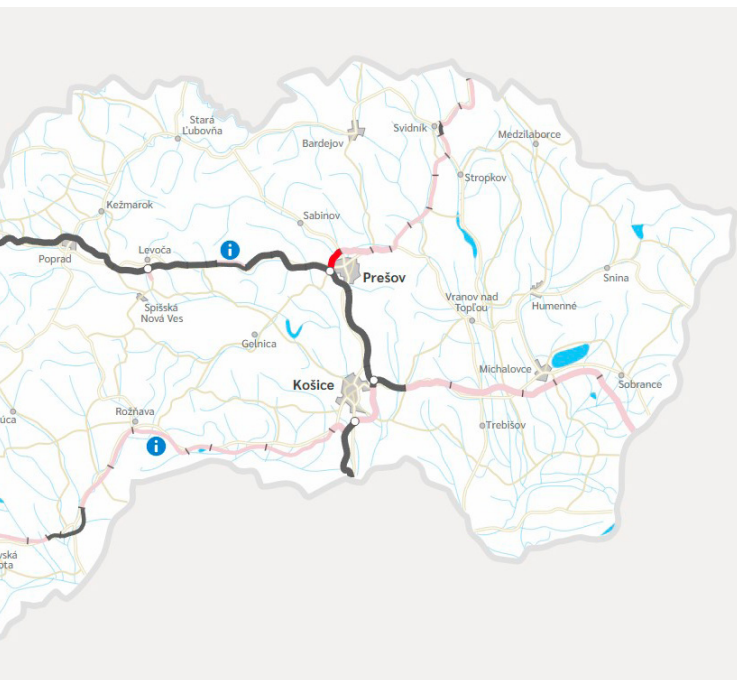 Stará
Ľubovňa
Svidník
Medzilaborce
Bardejov
Stropkov
Kežmarok
Sabinov
Levoča
i
Poprad
Prešov
Snina
Vranov nad
Topľou
Humenné
Spišská
Nová Ves
Gelnica
Michalovce
Košice
Sobrance
Rožňava
úca
Trebišov
i
vská
ota